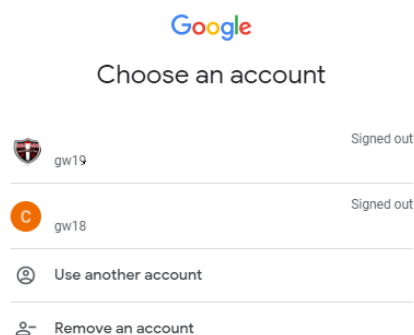 Google
Choose an account
Signed out
gw19
Signed out
C
gw18
Use another account
Remove an account